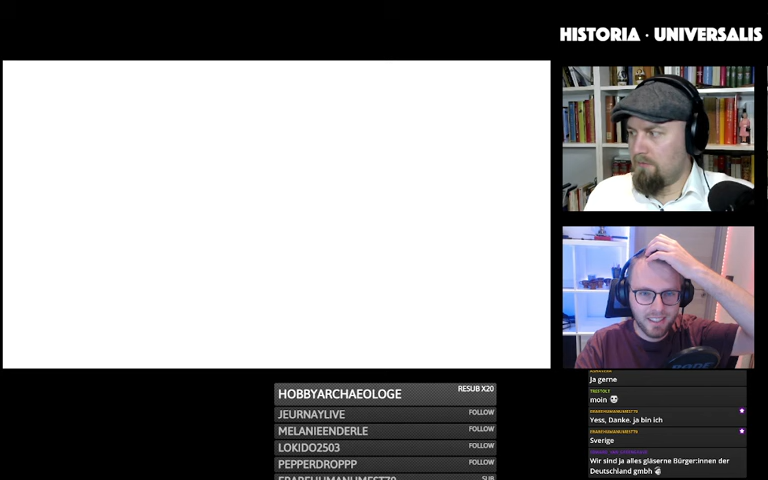 HISTORIA · UNIVERSALIS
HOBBYARCHAEOLOGE RESUB X20
JEURNAYLIVE FOLLOW
MELANIEENDERLE FOLLOW
LOKIDO2503 FOLLOW
PEPPERDROPPP FOLLOW
SUB
Ja gerne
moin
Yess, Danke. ja bin ich
Sverige
Wir sind ja alles gläserne Bürger:innen der
Deutschland gmbh